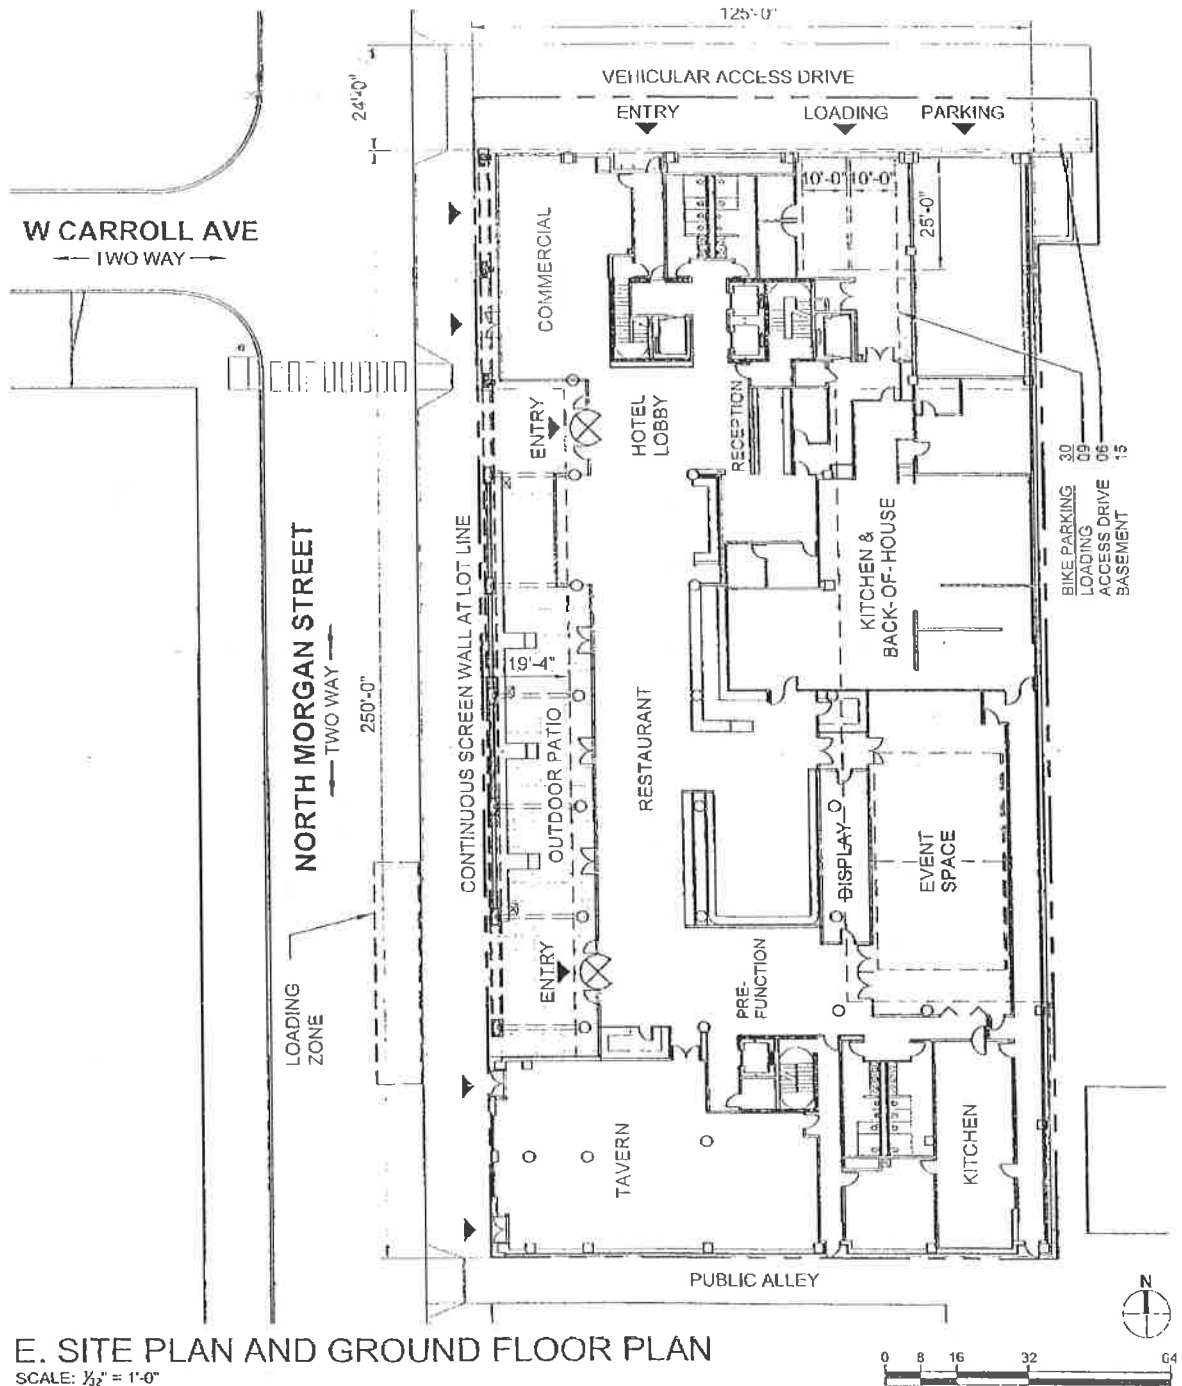 125'-0"
VEHICULAR ACCESS DRIVE
24'-0"
ENTRY
LOADING
PARKING
10'-0"
10'-0"
25'-0"
W CARROLL AVE
TWO WAY
COMMERCIAL
ENTRY
HOTEL
LOBBY
RECEPTION
BIKE PARKING 30
LOADING 09
ACCESS DRIVE 06
BASEMENT 15
NORTH MORGAN STREET
TWO WAY
250'-0"
CONTINUOUS SCREEN WALL AT LOT LINE
KITCHEN &
BACK-OF-HOUSE
19'-4"
OUTDOOR PATIO
RESTAURANT
DISPLAY
EVENT
SPACE
ENTRY
PRE-
FUNCTION
LOADING
ZONE
TAVERN
KITCHEN
PUBLIC ALLEY
N
E. SITE PLAN AND GROUND FLOOR PLAN
SCALE: 1/32" = 1'-0"
0 8 16 32 64